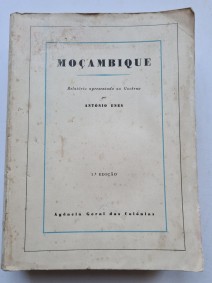 MOÇAMBIQUE
Relatório apresentado ao Govêrno
por
ANTÓNIO ENES
3.ª EDIÇÃO
Agência Geral das Colónias